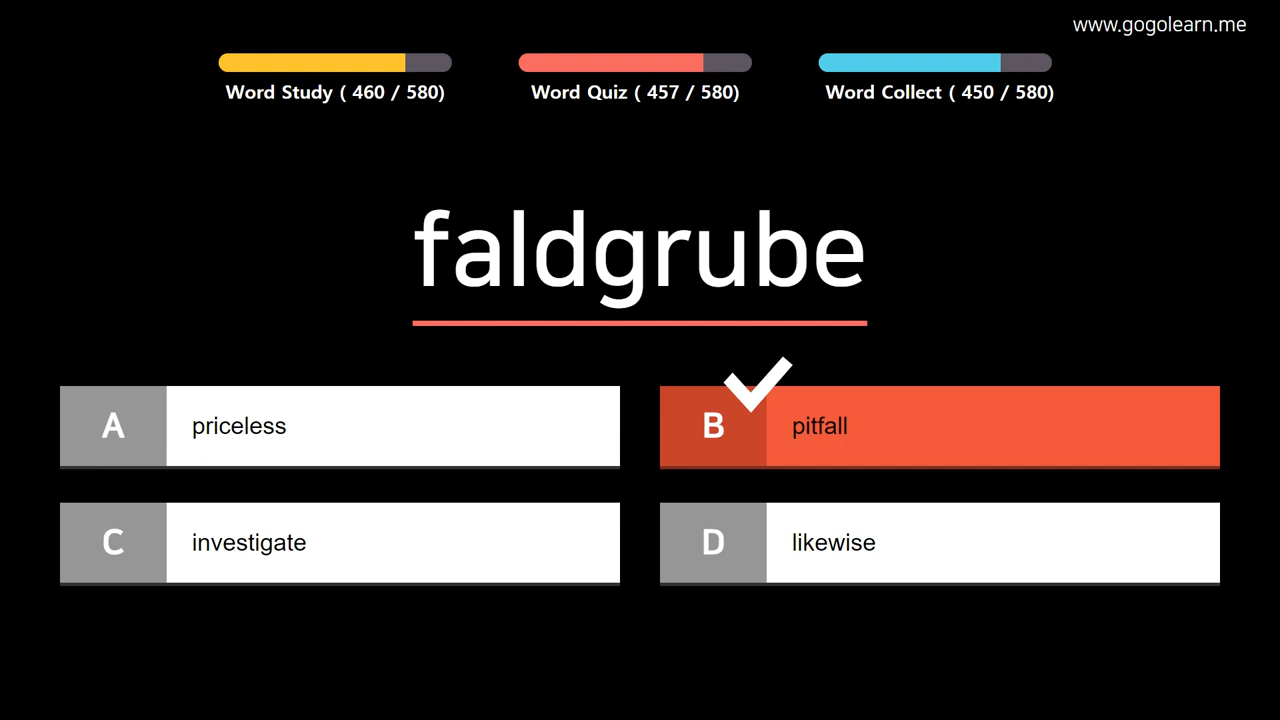 www.gogolearn.me
Word Study ( 460 / 580)
Word Quiz ( 457 / 580)
Word Collect ( 450 / 580)
faldgrube
A priceless
B pitfall
C investigate
D likewise